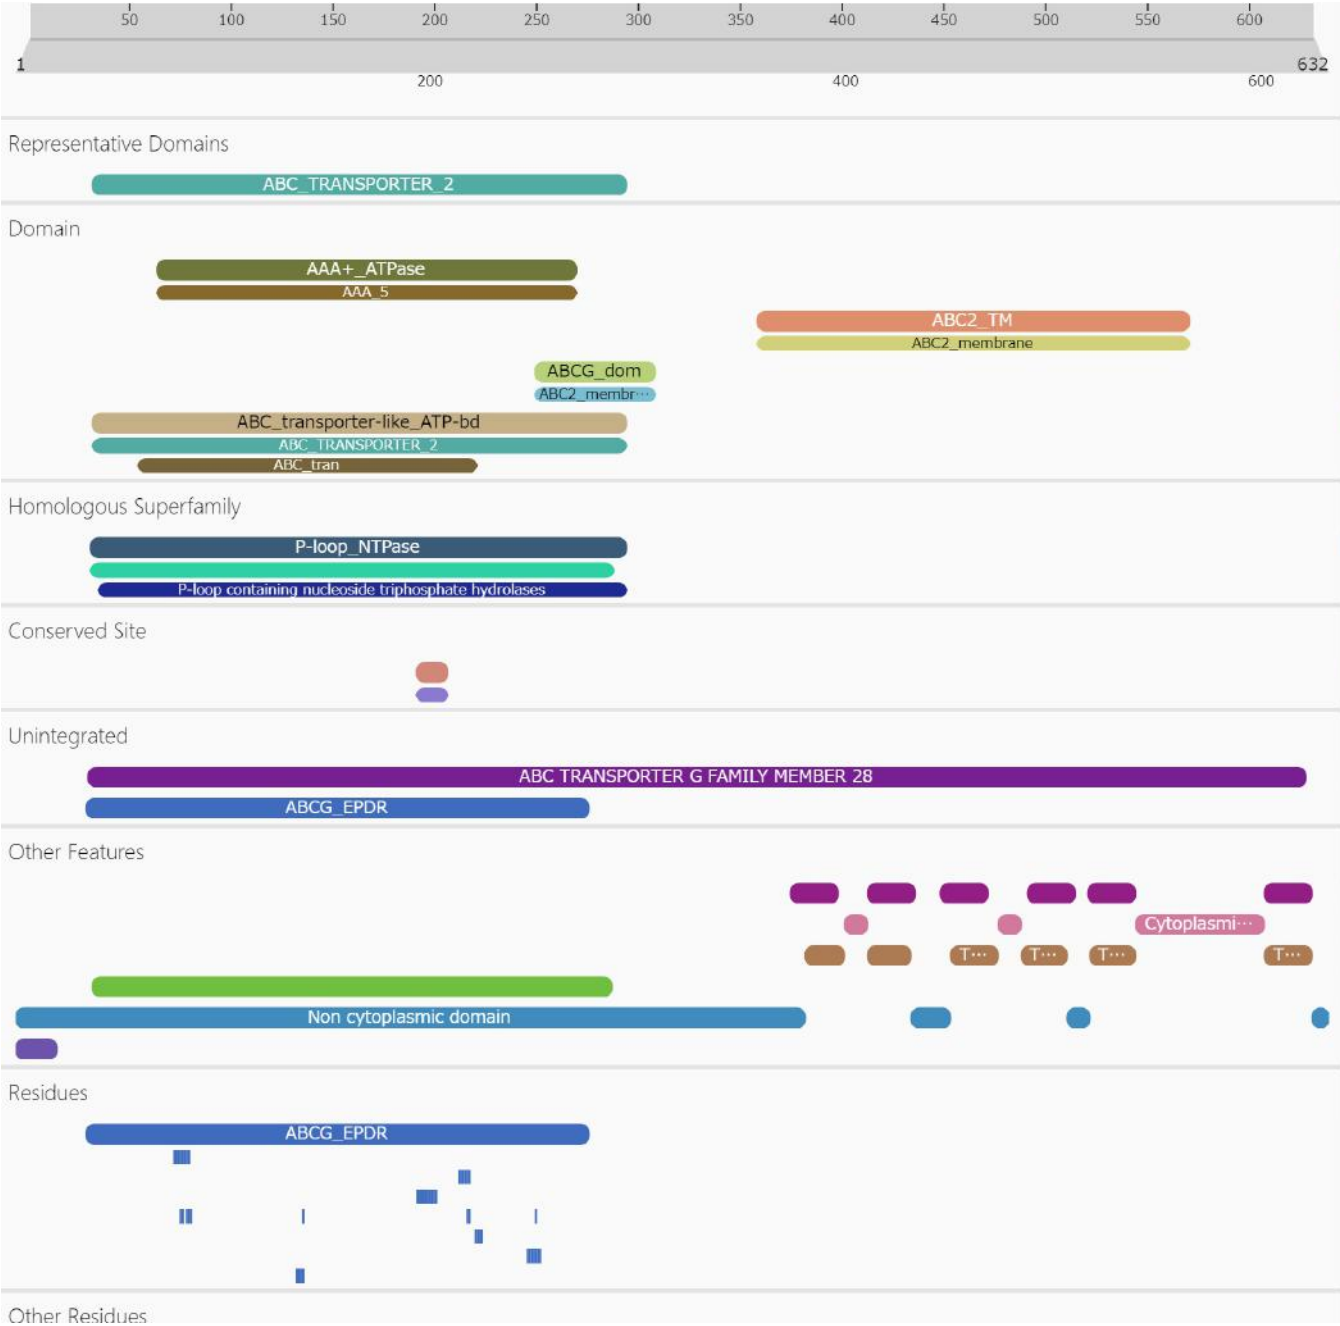 50 100 150 200 250 300 350 400 450 500 550 600
1 632
200 400 600
Representative Domains
ABC_TRANSPORTER_2
Domain
AAA+_ATPase
AAA_5
ABC2_TM
ABC2_membrane
ABCG_dom
ABC2_membr···
ABC_transporter-like_ATP-bd
ABC_TRANSPORTER_2
ABC_tran
Homologous Superfamily
P-loop_NTPase
P-loop containing nucleoside triphosphate hydrolases
Conserved Site
Unintegrated
ABC TRANSPORTER G FAMILY MEMBER 28
ABCG_EPDR
Other Features
Cytoplasmi···
T··· T··· T··· T···
Non cytoplasmic domain
Residues
ABCG_EPDR
Other Residues